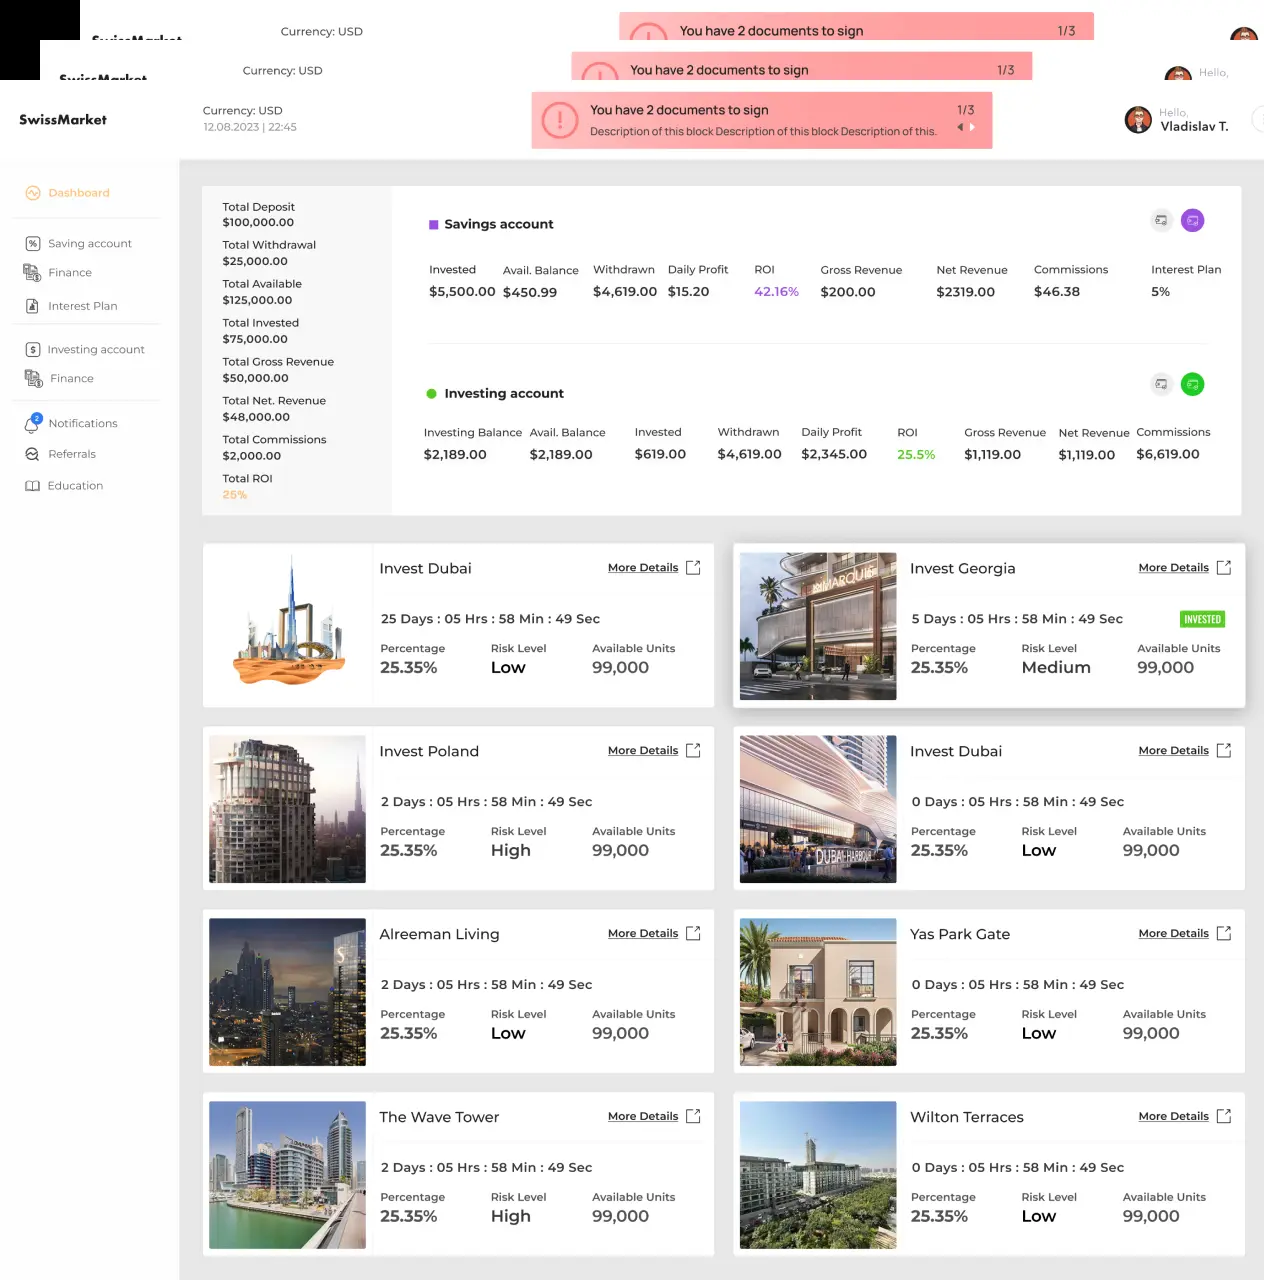 SwissMarket
Currency: USD
You have 2 documents to sign
1/3
SwissMarket
Currency: USD
You have 2 documents to sign
1/3
Hello,
SwissMarket
Currency: USD
12.08.2023 | 22:45
You have 2 documents to sign
1/3
Description of this block Description of this block Description of this.
Hello,
Vladislav T.
Dashboard
Saving account
Finance
Interest Plan
Investing account
Finance
2
Notifications
Referrals
Education
Total Deposit
$100,000.00
Total Withdrawal
$25,000.00
Total Available
$125,000.00
Total Invested
$75,000.00
Total Gross Revenue
$50,000.00
Total Net. Revenue
$48,000.00
Total Commissions
$2,000.00
Total ROI
25%
Savings account
Invested Avail. Balance Withdrawn Daily Profit ROI Gross Revenue Net Revenue Commissions Interest Plan
$5,500.00 $450.99 $4,619.00 $15.20 42.16% $200.00 $2319.00 $46.38 5%
Investing account
Investing Balance Avail. Balance Invested Withdrawn Daily Profit ROI Gross Revenue Net Revenue Commissions
$2,189.00 $2,189.00 $619.00 $4,619.00 $2,345.00 25.5% $1,119.00 $1,119.00 $6,619.00
Invest Dubai More Details
25 Days : 05 Hrs : 58 Min : 49 Sec
Percentage Risk Level Available Units
25.35% Low 99,000
MARQUIS
Invest Georgia More Details
5 Days : 05 Hrs : 58 Min : 49 Sec INVESTED
Percentage Risk Level Available Units
25.35% Medium 99,000
Invest Poland More Details
2 Days : 05 Hrs : 58 Min : 49 Sec
Percentage Risk Level Available Units
25.35% High 99,000
DUBAI HARBOUR
Invest Dubai More Details
0 Days : 05 Hrs : 58 Min : 49 Sec
Percentage Risk Level Available Units
25.35% Low 99,000
S
Alreeman Living More Details
2 Days : 05 Hrs : 58 Min : 49 Sec
Percentage Risk Level Available Units
25.35% Low 99,000
Yas Park Gate More Details
0 Days : 05 Hrs : 58 Min : 49 Sec
Percentage Risk Level Available Units
25.35% Low 99,000
The Wave Tower More Details
2 Days : 05 Hrs : 58 Min : 49 Sec
Percentage Risk Level Available Units
25.35% High 99,000
Wilton Terraces More Details
0 Days : 05 Hrs : 58 Min : 49 Sec
Percentage Risk Level Available Units
25.35% Low 99,000